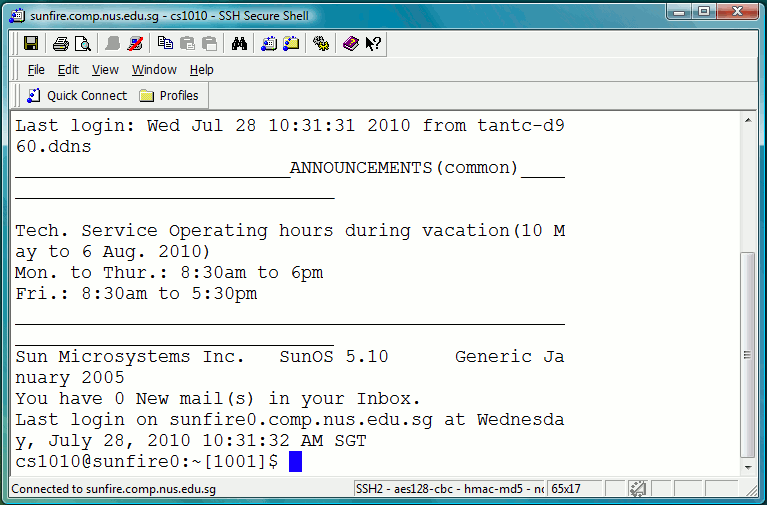 sunfire.comp.nus.edu.sg - cs1010 - SSH Secure Shell
File Edit View Window Help
Quick Connect Profiles
Last login: Wed Jul 28 10:31:31 2010 from tantc-d9
60.ddns
_________________________ANNOUNCEMENTS(common)____
_____________________________
Tech. Service Operating hours during vacation(10 M
ay to 6 Aug. 2010)
Mon. to Thur.: 8:30am to 6pm
Fri.: 8:30am to 5:30pm
__________________________________________________
_____________________________
Sun Microsystems Inc.   SunOS 5.10      Generic Ja
nuary 2005
You have 0 New mail(s) in your Inbox.
Last login on sunfire0.comp.nus.edu.sg at Wednesda
y, July 28, 2010 10:31:32 AM SGT
cs1010@sunfire0:~[1001]$
Connected to sunfire.comp.nus.edu.sg SSH2 - aes128-cbc - hmac-md5 - 65x17